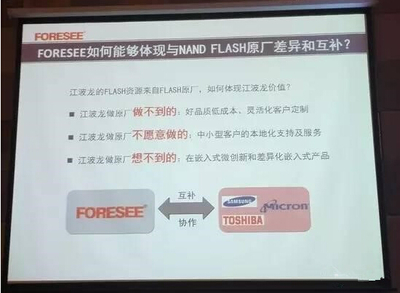 FORESEE
FORESEE如何能够体现与NAND FLASH原厂差异和互补？
江波龙的FLASH资源来自FLASH原厂，如何体现江波龙价值？
江波龙做原厂做不到的：好品质低成本、灵活化客户定制
江波龙做原厂不愿意做的：中小型客户的本地化支持及服务
江波龙做原厂想不到的：在嵌入式微创新和差异化嵌入式产品
FORESEE
互补
协作
SAMSUNG
Micron
TOSHIBA